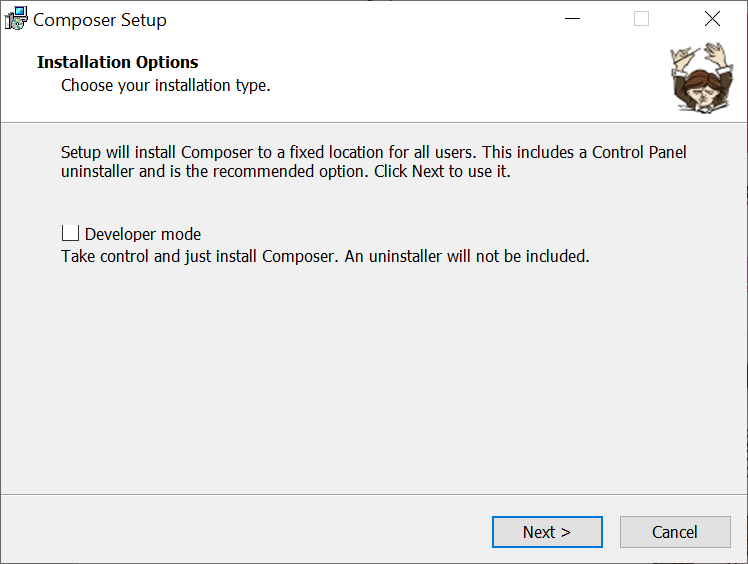 Composer Setup
Installation Options
Choose your installation type.
Setup will install Composer to a fixed location for all users. This includes a Control Panel
uninstaller and is the recommended option. Click Next to use it.
Developer mode
Take control and just install Composer. An uninstaller will not be included.
Next >
Cancel